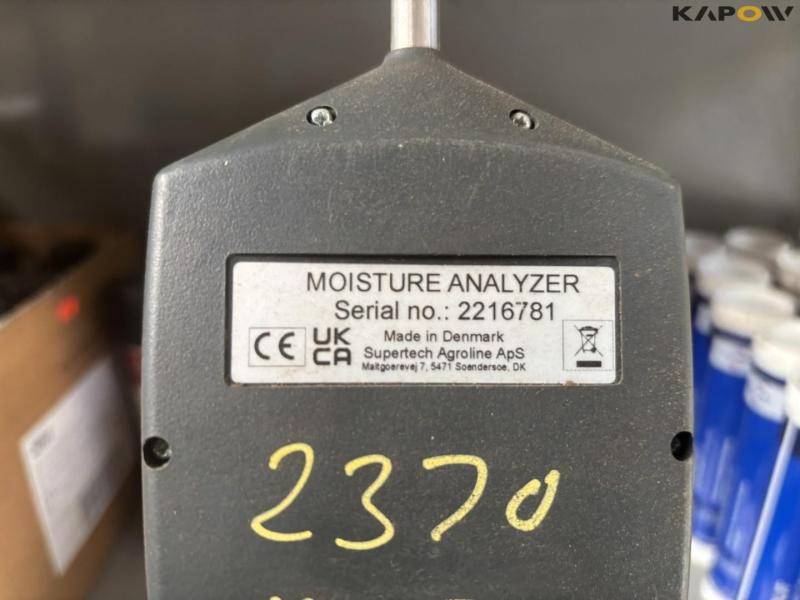 KAPOW
MOISTURE ANALYZER
Serial no.: 2216781
CE
UK
CA
Made in Denmark
Supertech Agroline ApS
Maltgoerevej 7, 5471 Soendersoe, DK
2370